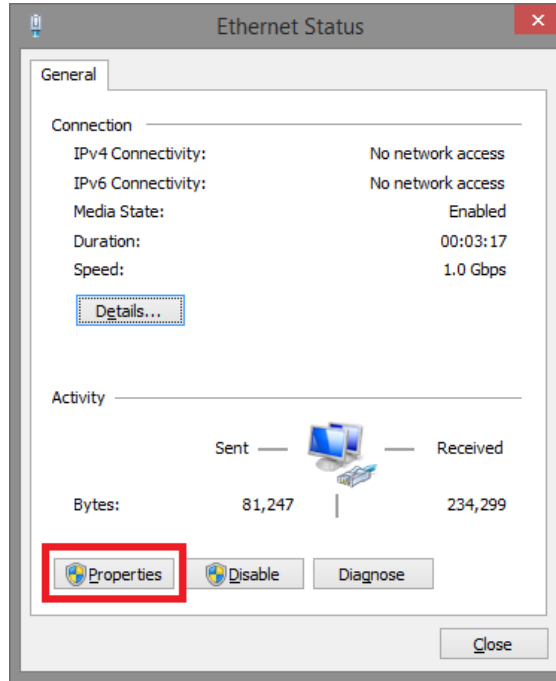 Ethernet Status
General
Connection
IPv4 Connectivity: No network access
IPv6 Connectivity: No network access
Media State: Enabled
Duration: 00:03:17
Speed: 1.0 Gbps
Details...
Activity
Sent Received
Bytes: 81,247 234,299
Properties Disable Diagnose
Close